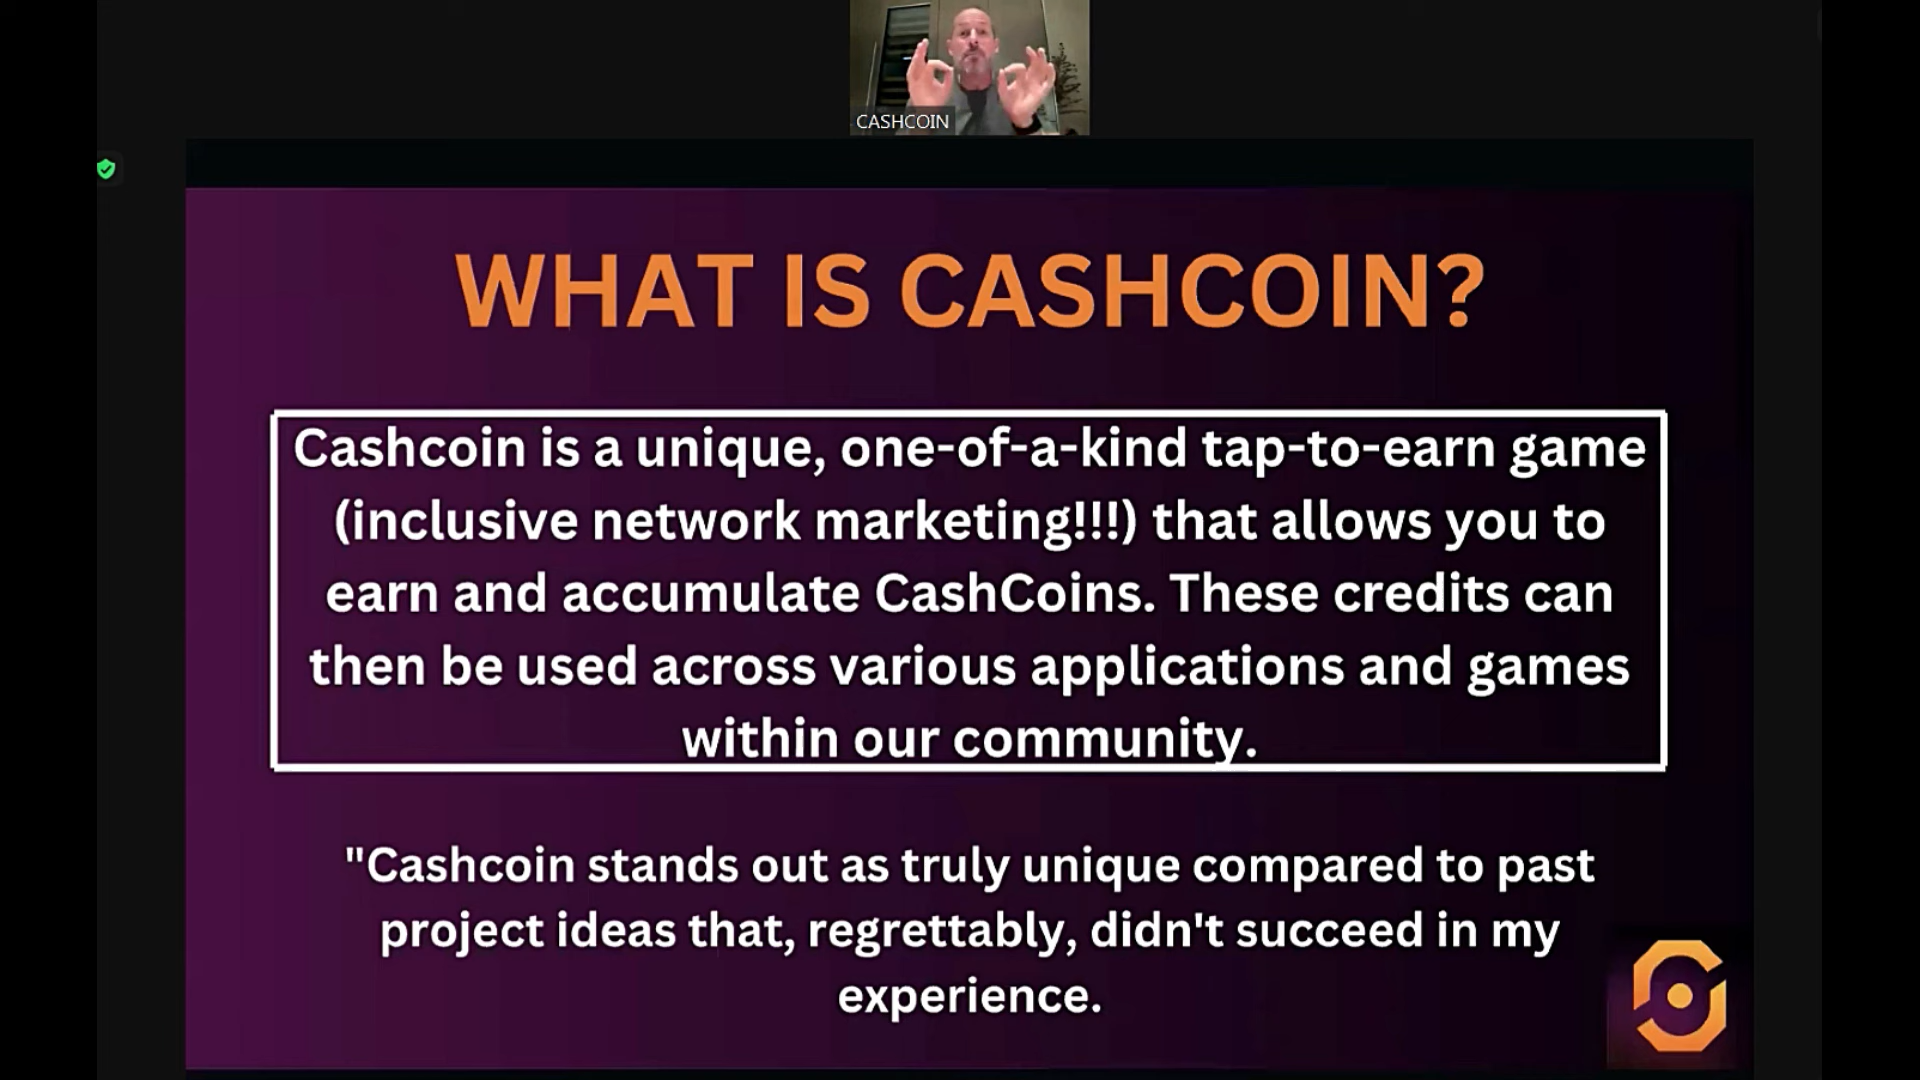 CASHCOIN
WHAT IS CASHCOIN?
Cashcoin is a unique, one-of-a-kind tap-to-earn game
(inclusive network marketing!!!) that allows you to
earn and accumulate CashCoins. These credits can
then be used across various applications and games
within our community.
"Cashcoin stands out as truly unique compared to past
project ideas that, regrettably, didn't succeed in my
experience.